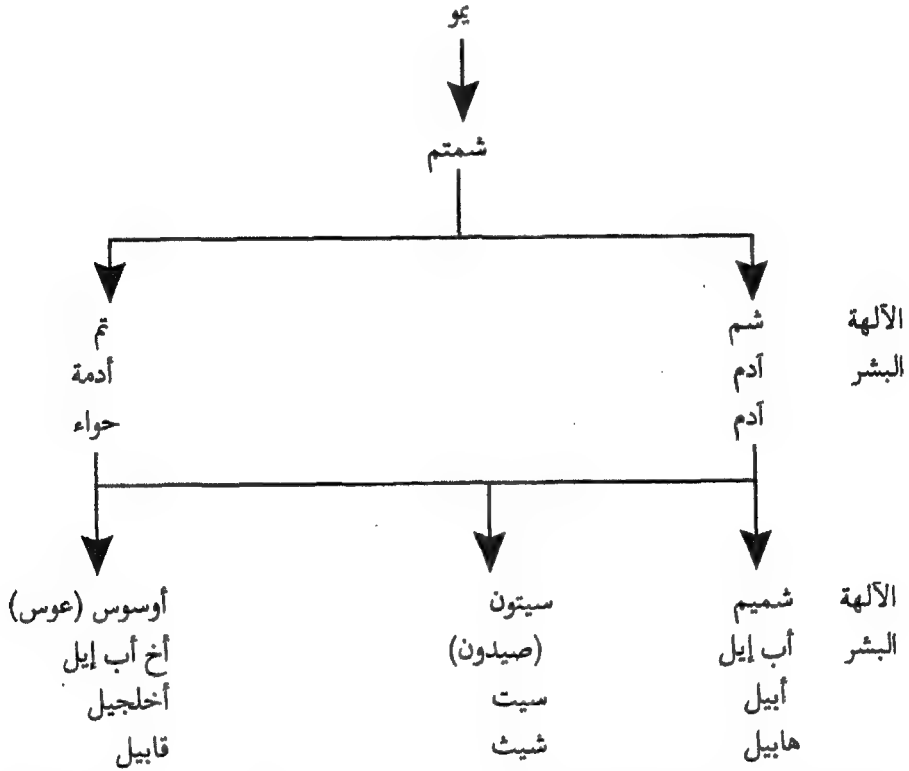 يو
شمتم
الآلهة شم تم
البشر آدم أدمة
آدم حواء
الآلهة شميم سيتون أوسوس (عوس)
البشر أب إيل (صيدون) أخ أب إيل
أبيل سيت أخلجيل
هابيل شيث قابيل